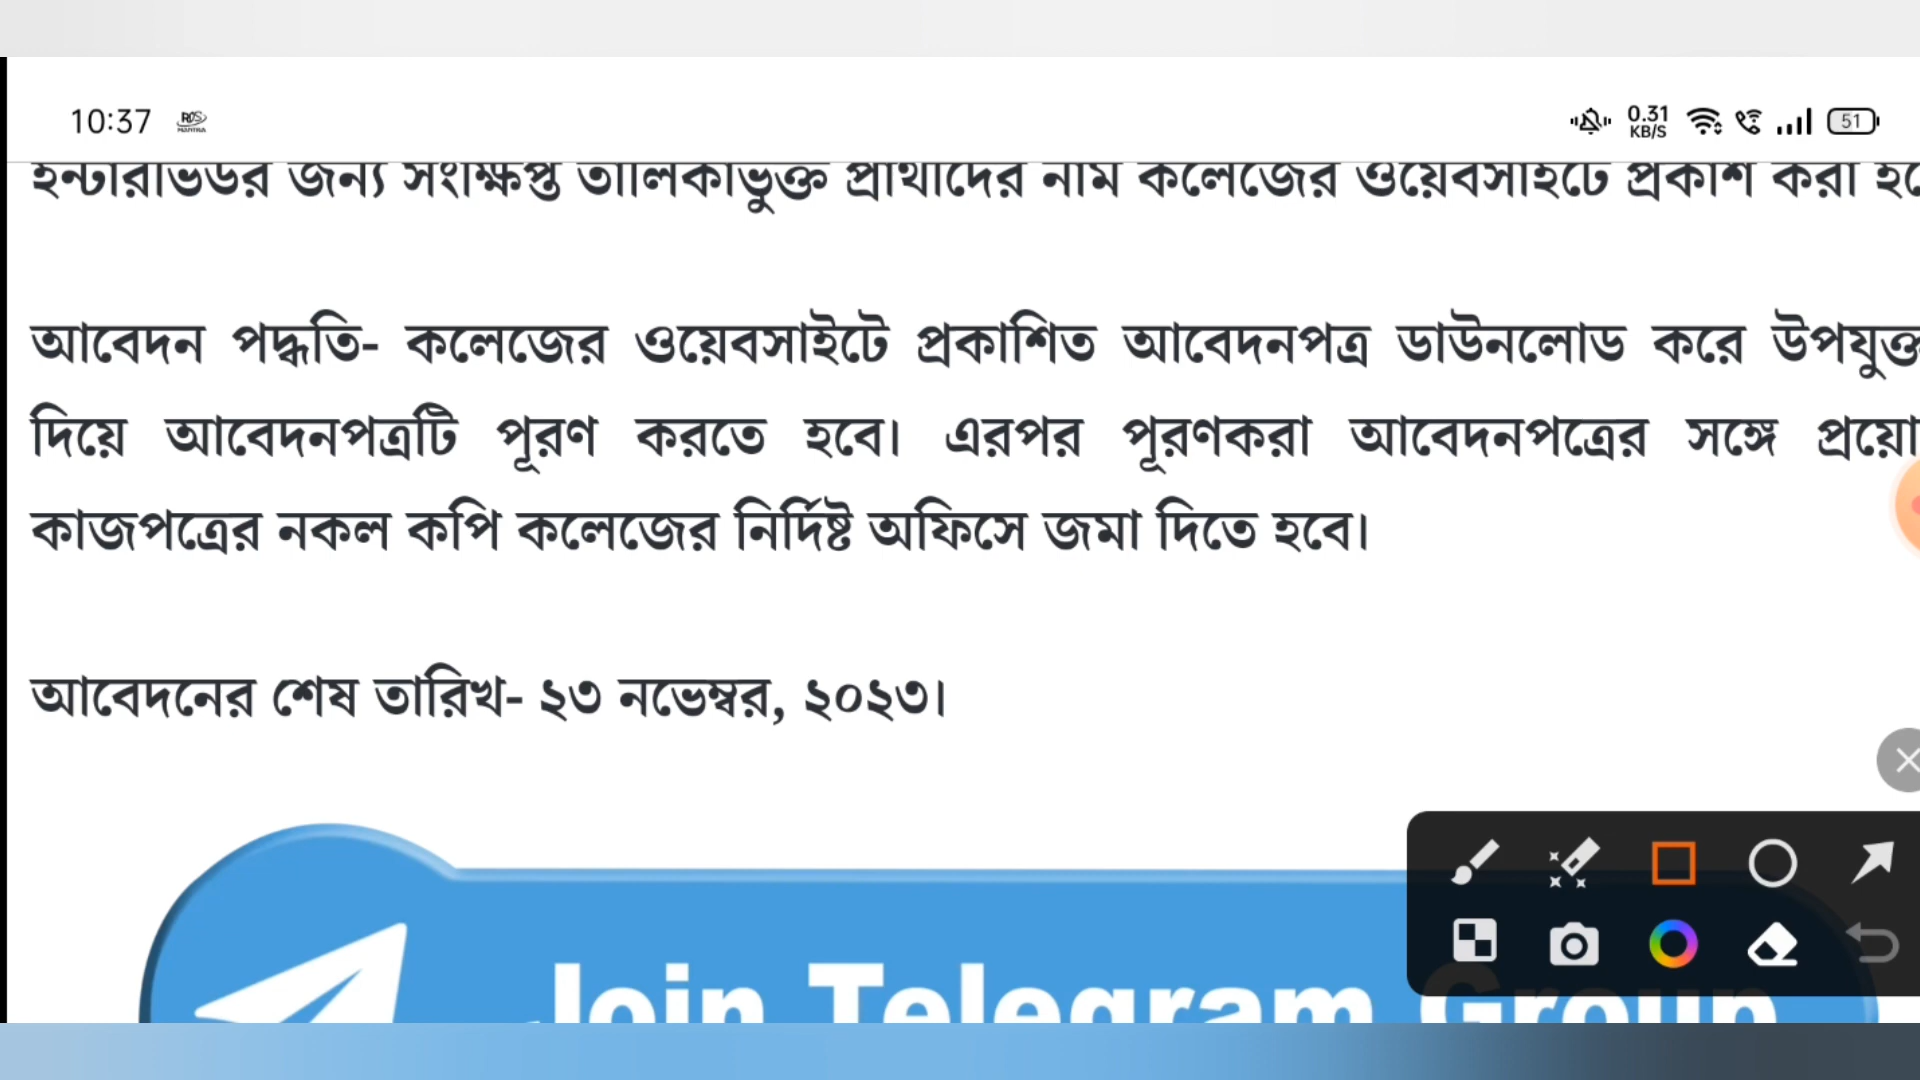 10:37
0.31
KB/S
51
ইন্টারভিউর জন্য সংক্ষিপ্ত তালিকাভুক্ত প্রার্থীদের নাম কলেজের ওয়েবসাইটে প্রকাশ করা
আবেদন পদ্ধতি- কলেজের ওয়েবসাইটে প্রকাশিত আবেদনপত্র ডাউনলোড করে উপযুক্ত
দিয়ে আবেদনপত্রটি পূরণ করতে হবে। এরপর পূরণকরা আবেদনপত্রের সঙ্গে
কাজপত্রের নকল কপি কলেজের নির্দিষ্ট অফিসে জমা দিতে হবে।
আবেদনের শেষ তারিখ- ২৩ নভেম্বর, ২০২৩।
Join Telegram Group